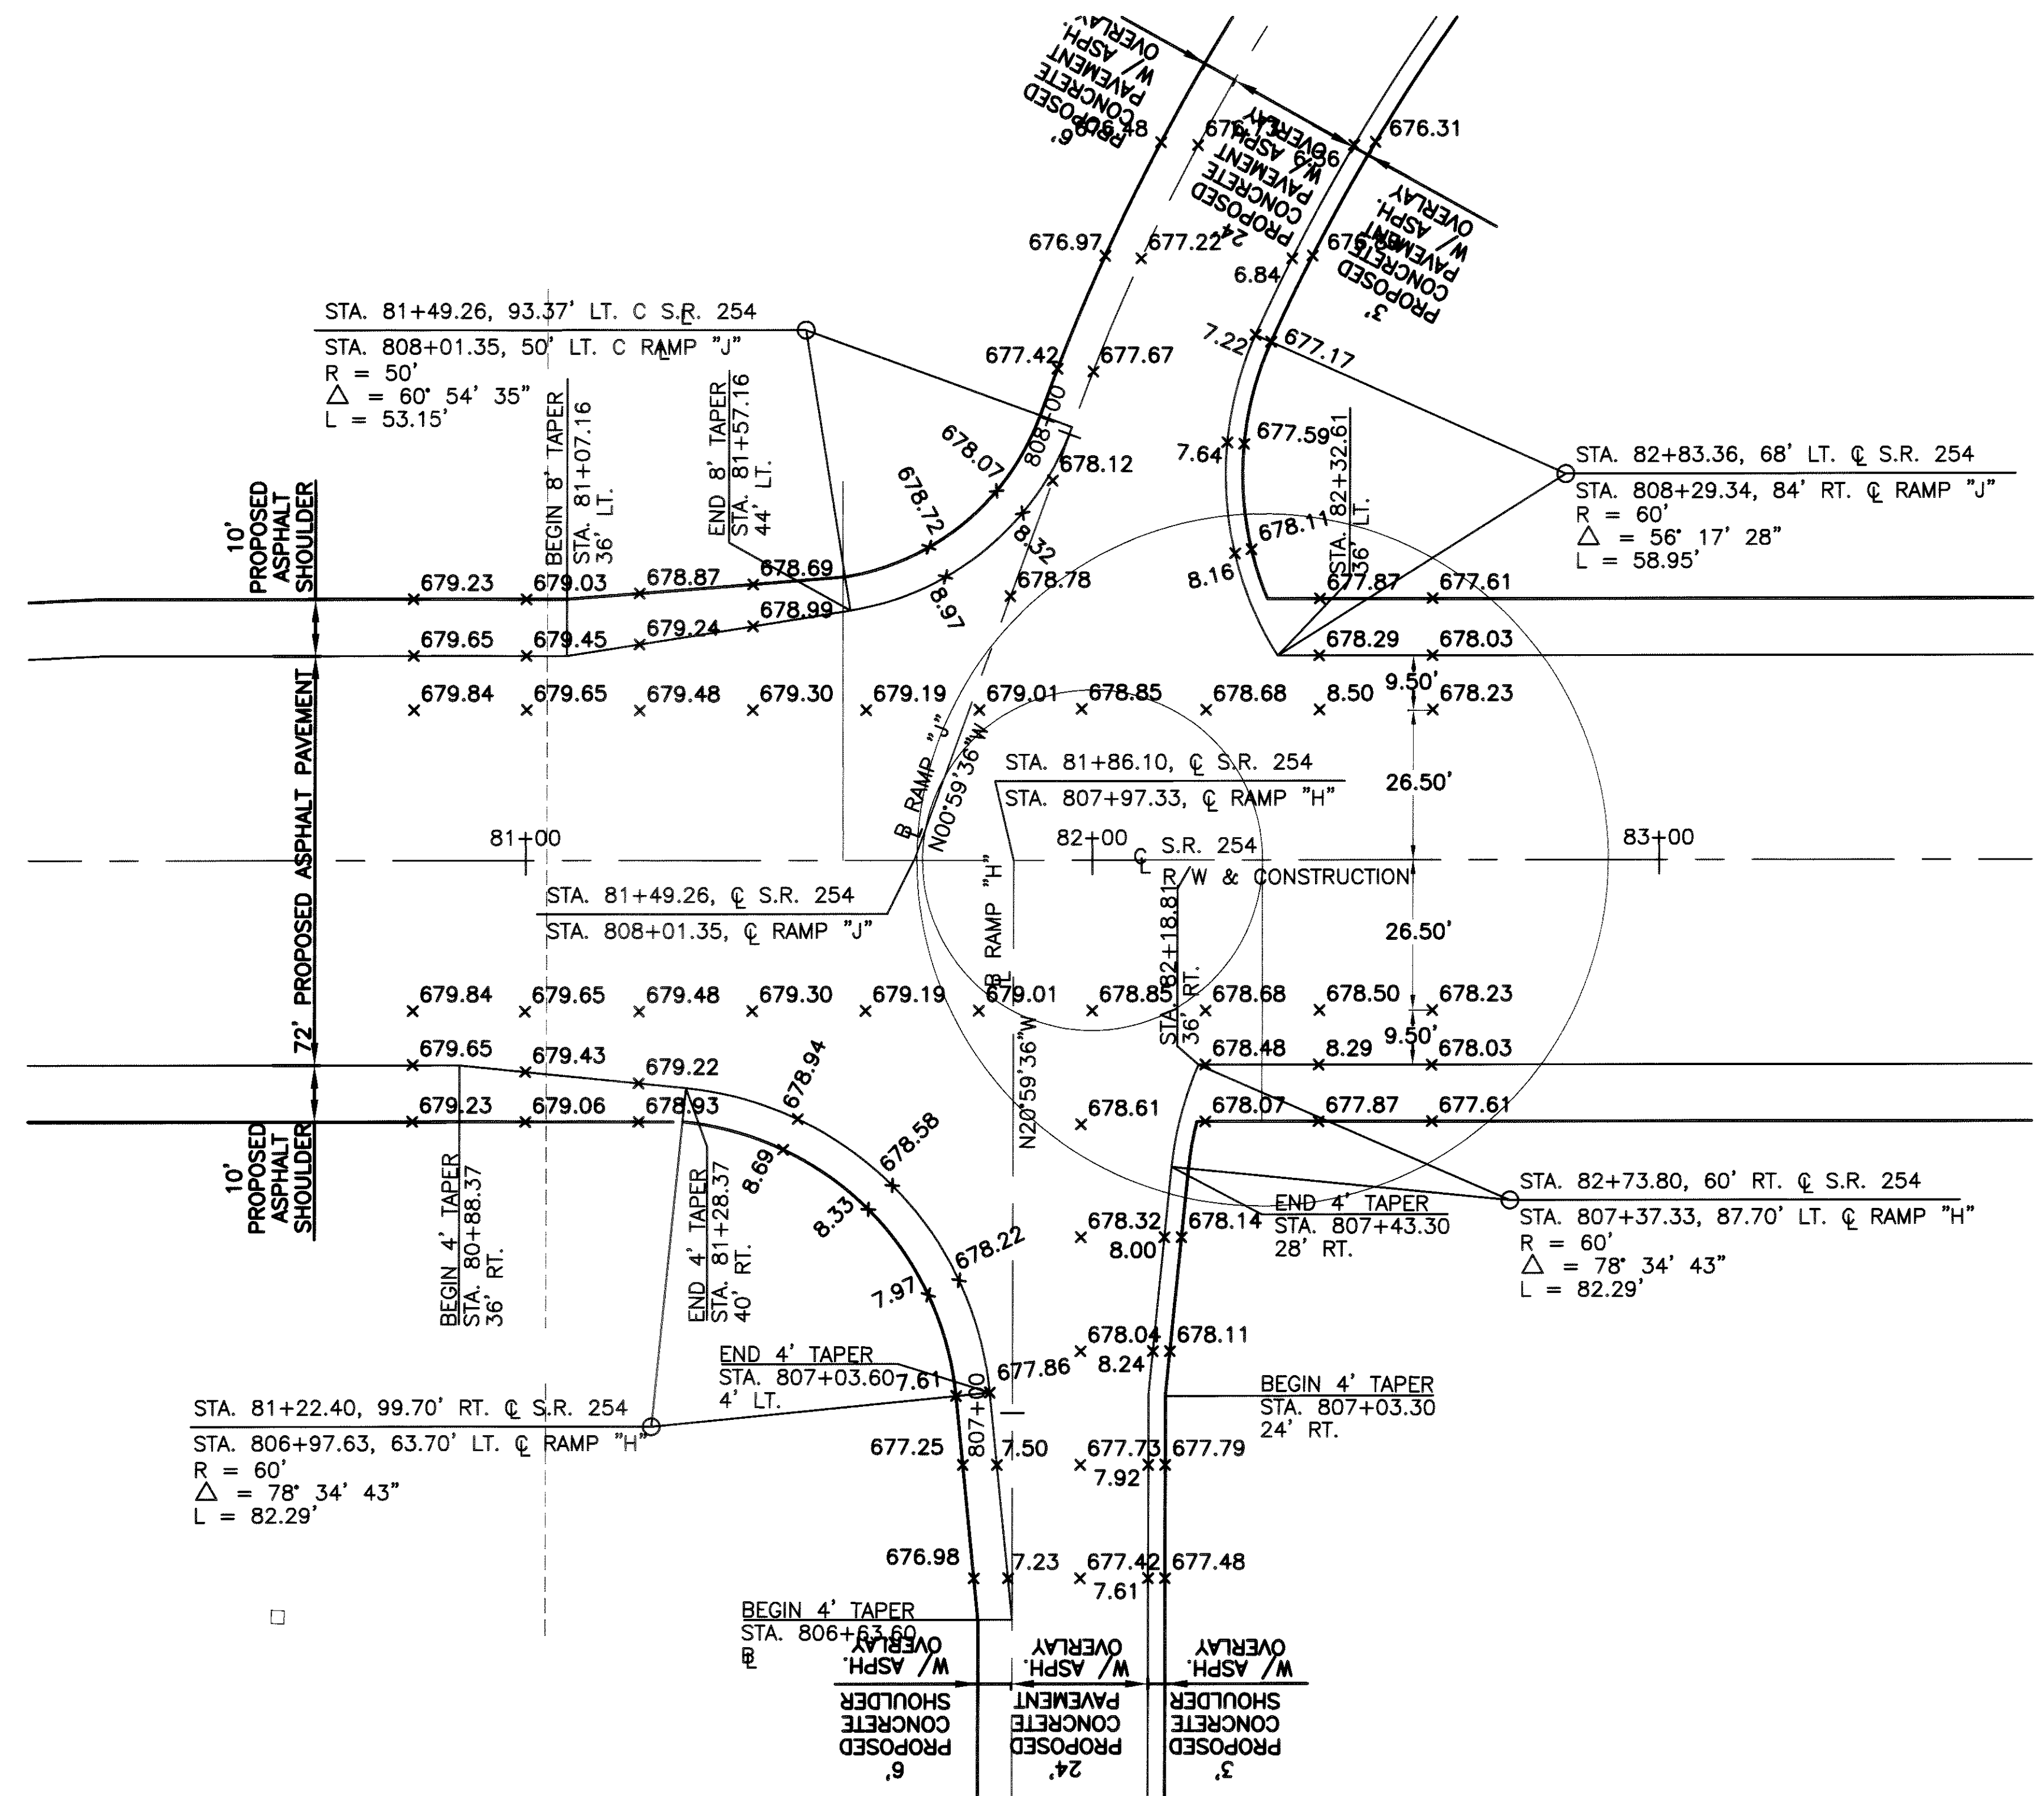 6'
PROPOSED
CONCRETE
PAVEMENT
W/ ASPH.
OVERLAY
24'
PROPOSED
CONCRETE
PAVEMENT
W/ ASPH.
OVERLAY
3'
PROPOSED
CONCRETE
PAVEMENT
W/ ASPH.
OVERLAY
676.31
676.97
677.22
6.84
STA. 81+49.26, 93.37' LT. C S.R. 254
STA. 808+01.35, 50' LT. C RAMP "J"
R = 50'
△ = 60° 54' 35"
L = 53.15'
677.42
677.67
7.22
677.17
808+00
678.07
678.12
678.72
8.32
8.97
678.78
7.64
677.59
678.11
8.16
STA. 82+32.61
36' LT.
STA. 82+83.36, 68' LT. ℄ S.R. 254
STA. 808+29.34, 84' RT. ℄ RAMP "J"
R = 60'
△ = 56° 17' 28"
L = 58.95'
BEGIN 8' TAPER
STA. 81+07.16
36' LT.
END 8' TAPER
STA. 81+57.16
44' LT.
10'
PROPOSED
ASPHALT
SHOULDER
679.23
679.03
678.87
678.69
677.87
677.61
679.65
679.45
679.24
678.99
678.29
678.03
9.50'
679.84
679.65
679.48
679.30
679.19
679.01
678.85
678.68
8.50
678.23
72' PROPOSED ASPHALT PAVEMENT
B RAMP "J"
N00°59'36"W
STA. 81+86.10, ℄ S.R. 254
STA. 807+97.33, ℄ RAMP "H"
26.50'
81+00
82+00
83+00
℄ S.R. 254
R/W & CONSTRUCTION
STA. 81+49.26, ℄ S.R. 254
STA. 808+01.35, ℄ RAMP "J"
B RAMP "H"
N20°59'36"W
STA. 82+18.81
36' RT.
26.50'
679.84
679.65
679.48
679.30
679.19
679.01
678.85
678.68
678.50
678.23
9.50'
679.65
679.43
679.22
678.94
678.48
8.29
678.03
679.23
679.06
678.93
678.61
678.07
677.87
677.61
10'
PROPOSED
ASPHALT
SHOULDER
BEGIN 4' TAPER
STA. 80+88.37
36' RT.
END 4' TAPER
STA. 81+28.37
40' RT.
8.69
678.58
8.33
678.22
7.97
678.32
8.00
678.14
END 4' TAPER
STA. 807+43.30
28' RT.
STA. 82+73.80, 60' RT. ℄ S.R. 254
STA. 807+37.33, 87.70' LT. ℄ RAMP "H"
R = 60'
△ = 78° 34' 43"
L = 82.29'
END 4' TAPER
STA. 807+03.60
4' LT.
7.61
677.86
678.04
8.24
678.11
BEGIN 4' TAPER
STA. 807+03.30
24' RT.
STA. 81+22.40, 99.70' RT. ℄ S.R. 254
STA. 806+97.63, 63.70' LT. ℄ RAMP "H"
R = 60'
△ = 78° 34' 43"
L = 82.29'
807+00
677.25
7.50
677.73
7.92
677.79
676.98
7.23
677.42
7.61
677.48
BEGIN 4' TAPER
STA. 806+63.60
B
6'
PROPOSED
CONCRETE
SHOULDER
W/ ASPH.
OVERLAY
24'
PROPOSED
CONCRETE
PAVEMENT
W/ ASPH.
OVERLAY
3'
PROPOSED
CONCRETE
SHOULDER
W/ ASPH.
OVERLAY